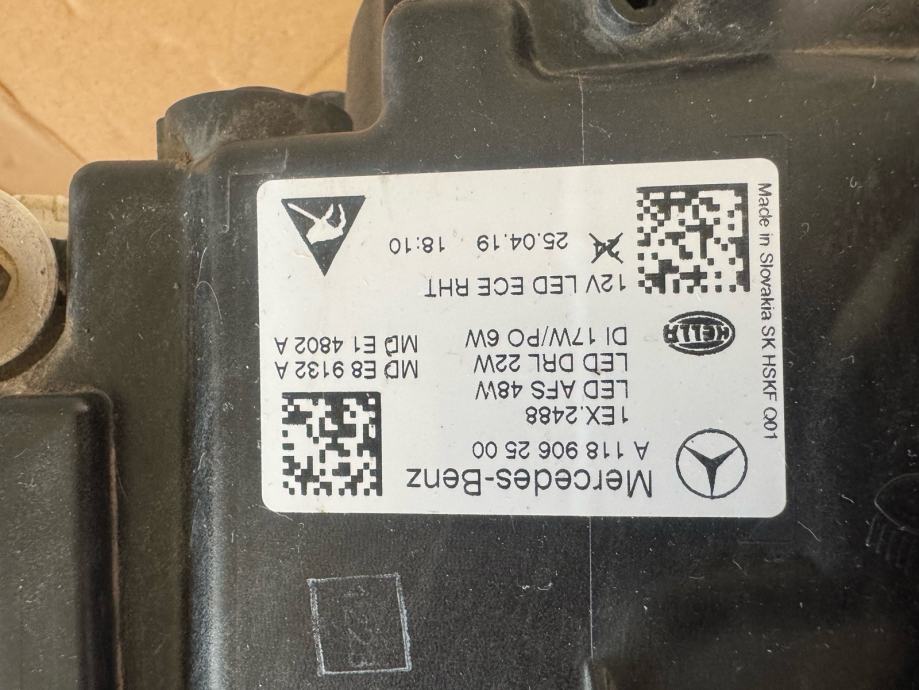 Mercedes-Benz
A 118 906 25 00
1EX.2488
LED AFS 48W
LED DRL 22W
DI 17W/PO 6W
MD E8 9132 A
MD E1 4802 A
HELLA
12V LED ECE RHT
24
25.04.19 18:10
Made in Slovakia SK HSKF Q01